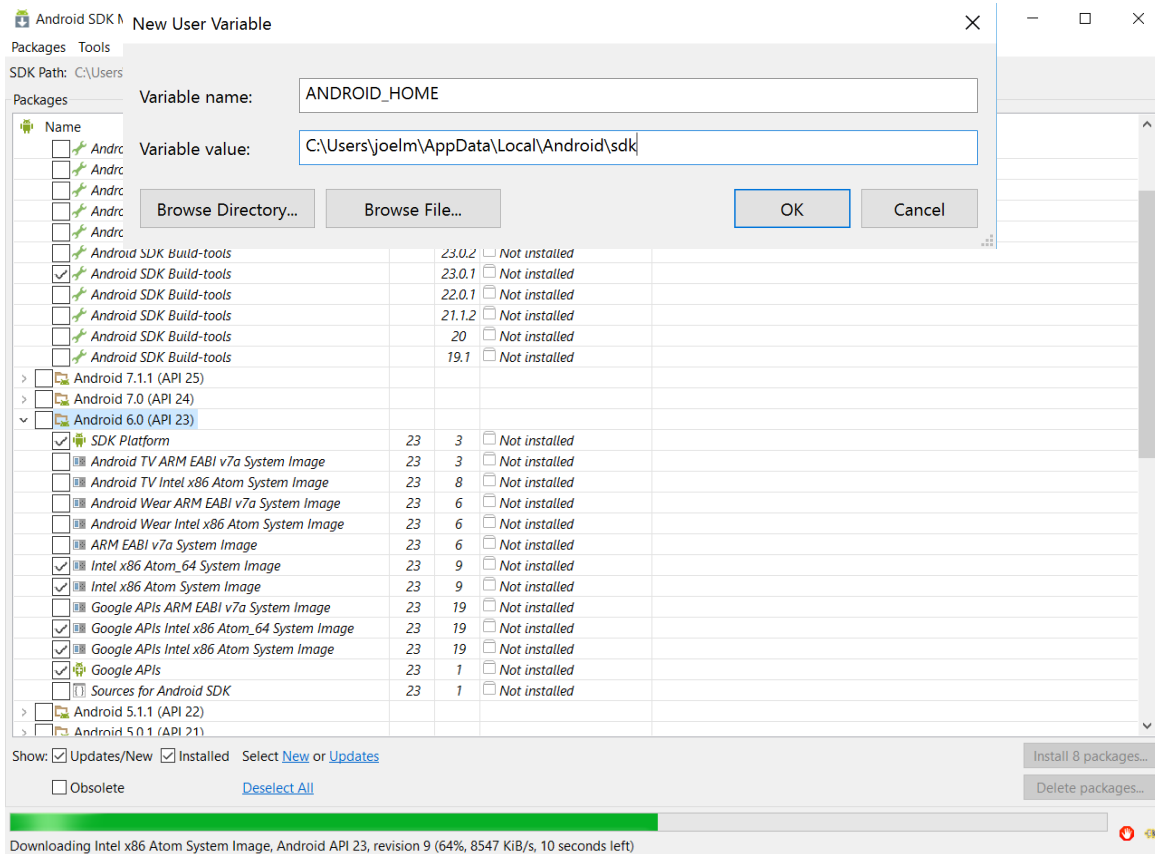 Android SDK M
New User Variable
Packages Tools
SDK Path: C:\Users
Variable name: ANDROID_HOME
Packages
Name
Variable value: C:\Users\joelm\AppData\Local\Android\sdk
Browse Directory... Browse File... OK Cancel
Android SDK Build-tools 23.0.2 Not installed
Android SDK Build-tools 23.0.1 Not installed
Android SDK Build-tools 22.0.1 Not installed
Android SDK Build-tools 21.1.2 Not installed
Android SDK Build-tools 20 Not installed
Android SDK Build-tools 19.1 Not installed
Android 7.1.1 (API 25)
Android 7.0 (API 24)
Android 6.0 (API 23)
SDK Platform 23 3 Not installed
Android TV ARM EABI v7a System Image 23 3 Not installed
Android TV Intel x86 Atom System Image 23 8 Not installed
Android Wear ARM EABI v7a System Image 23 6 Not installed
Android Wear Intel x86 Atom System Image 23 6 Not installed
ARM EABI v7a System Image 23 6 Not installed
Intel x86 Atom_64 System Image 23 9 Not installed
Intel x86 Atom System Image 23 9 Not installed
Google APIs ARM EABI v7a System Image 23 19 Not installed
Google APIs Intel x86 Atom_64 System Image 23 19 Not installed
Google APIs Intel x86 Atom System Image 23 19 Not installed
Google APIs 23 1 Not installed
Sources for Android SDK 23 1 Not installed
Android 5.1.1 (API 22)
Android 5.0.1 (API 21)
Show: Updates/New Installed Select New or Updates Install 8 packages...
Obsolete Deselect All Delete packages...
Downloading Intel x86 Atom System Image, Android API 23, revision 9 (64%, 8547 KiB/s, 10 seconds left)